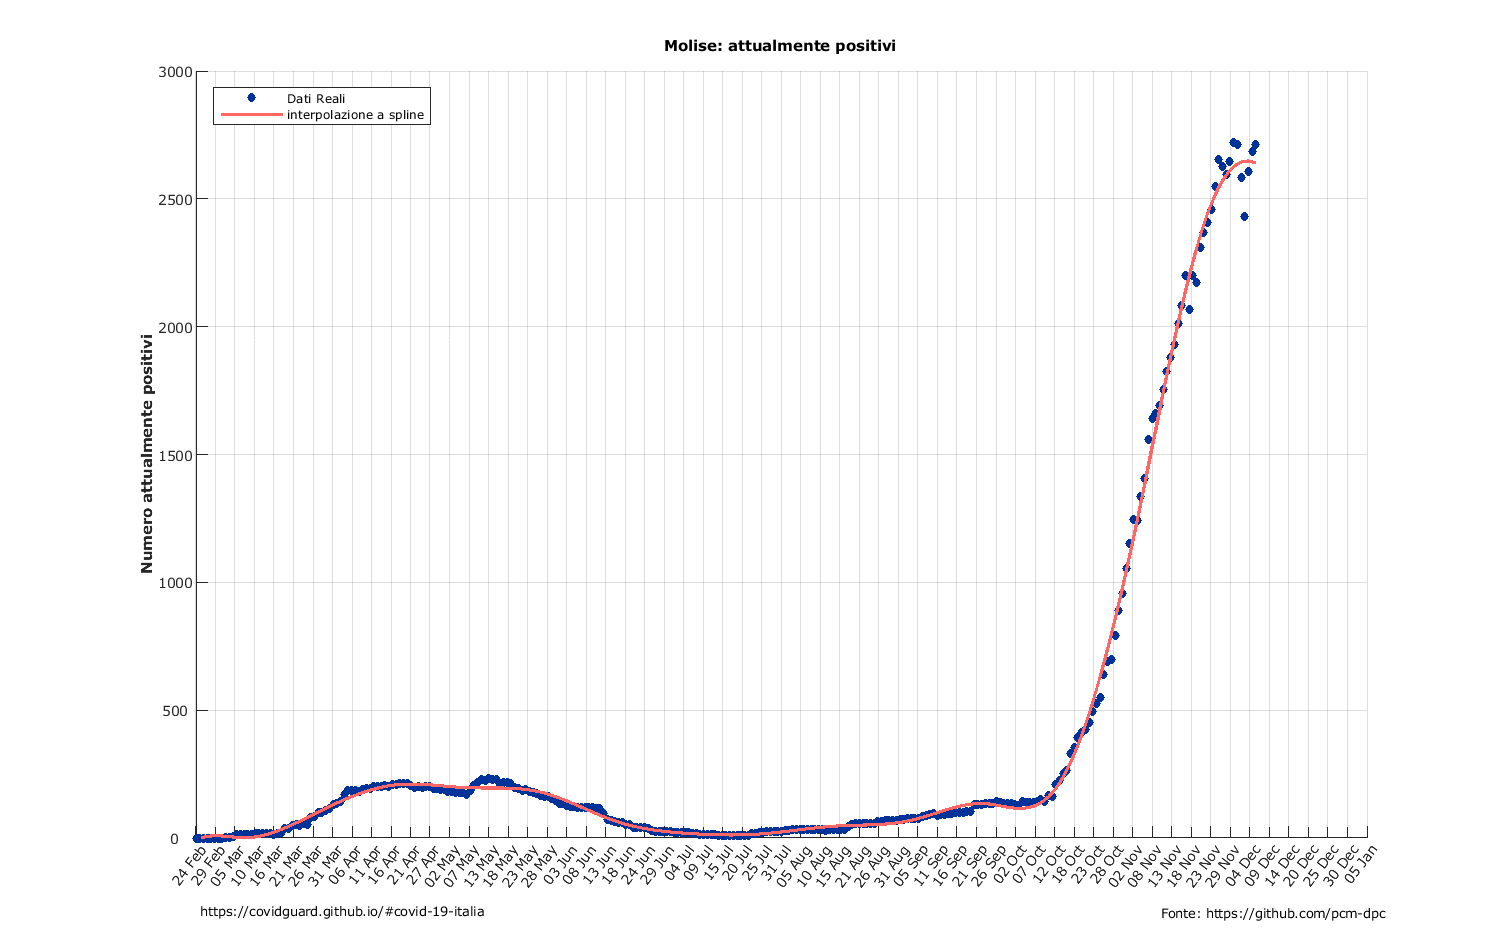 Molise: attualmente positivi
3000
2500
2000
1500
1000
500
0
Numero attualmente positivi
Dati Reali
interpolazione a spline
24 Feb
29 Feb
05 Mar
10 Mar
16 Mar
21 Mar
26 Mar
31 Mar
06 Apr
11 Apr
16 Apr
21 Apr
27 Apr
02 May
07 May
13 May
18 May
23 May
28 May
03 Jun
08 Jun
13 Jun
18 Jun
24 Jun
29 Jun
04 Jul
09 Jul
15 Jul
20 Jul
25 Jul
31 Jul
05 Aug
10 Aug
15 Aug
21 Aug
26 Aug
31 Aug
05 Sep
11 Sep
16 Sep
21 Sep
26 Sep
02 Oct
07 Oct
12 Oct
18 Oct
23 Oct
28 Oct
02 Nov
08 Nov
13 Nov
18 Nov
23 Nov
29 Nov
04 Dec
09 Dec
14 Dec
20 Dec
25 Dec
30 Dec
05 Jan
https://covidguard.github.io/#covid-19-italia
Fonte: https://github.com/pcm-dpc